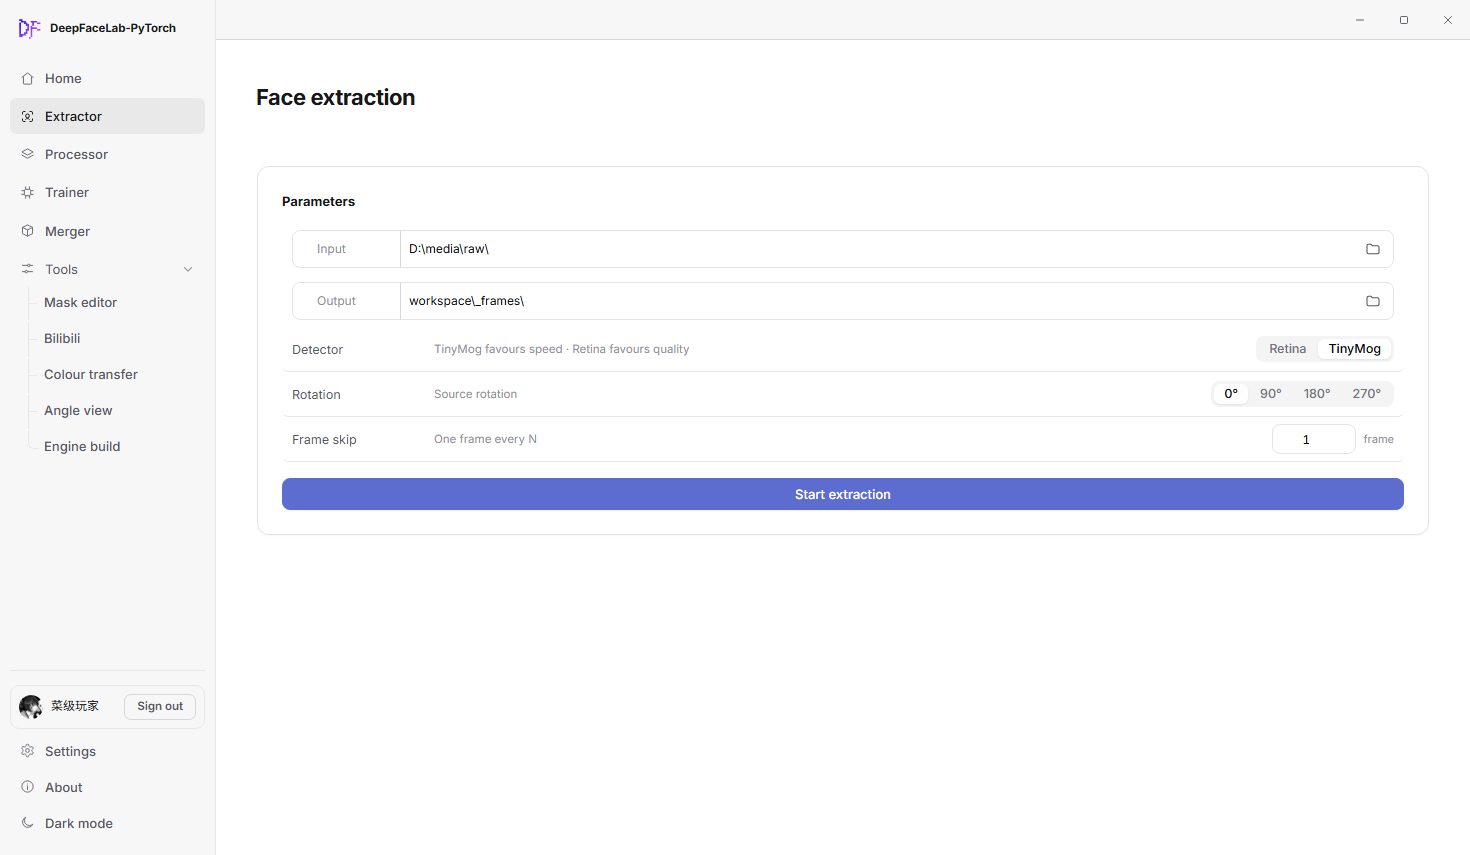 DeepFaceLab-PyTorch
Home
Extractor
Processor
Trainer
Merger
Tools
Mask editor
Bilibili
Colour transfer
Angle view
Engine build
菜级玩家
Sign out
Settings
About
Dark mode
Face extraction
Parameters
Input D:\media\raw\
Output workspace\_frames\
Detector TinyMog favours speed · Retina favours quality Retina TinyMog
Rotation Source rotation 0° 90° 180° 270°
Frame skip One frame every N 1 frame
Start extraction